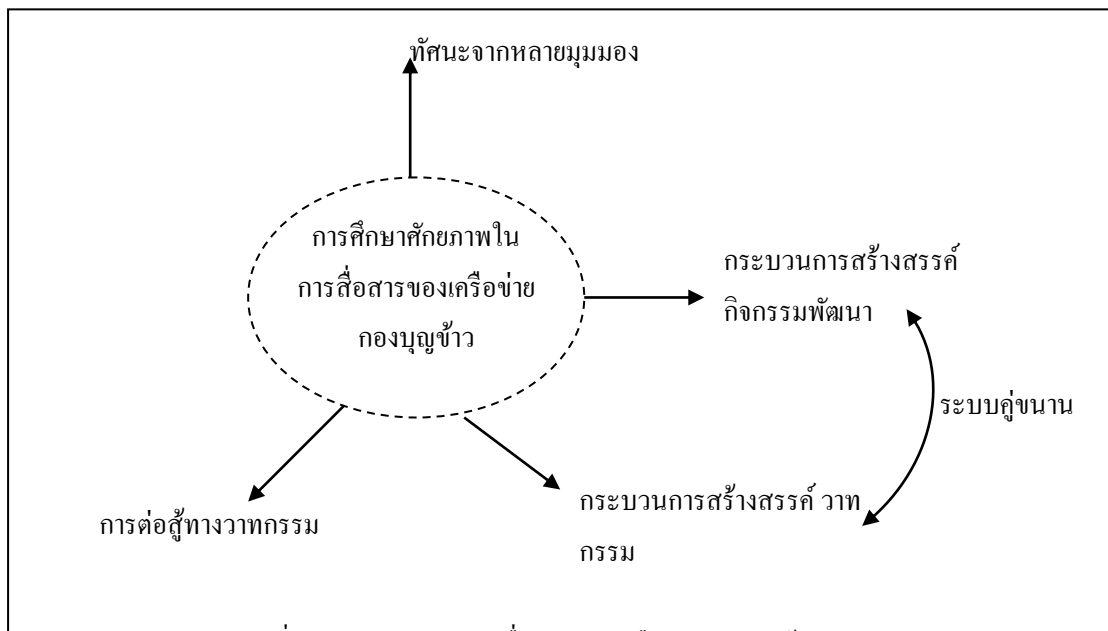 ทัศนะจากหลายมุมมอง
การศึกษาศักยภาพใน
การสื่อสารของเครือข่าย
กองบุญข้าว
กระบวนการสร้างสรรค์
กิจกรรมพัฒนา
ระบบคู่ขนาน
กระบวนการสร้างสรรค์ วาท
กรรม
การต่อสู้ทางวาทกรรม